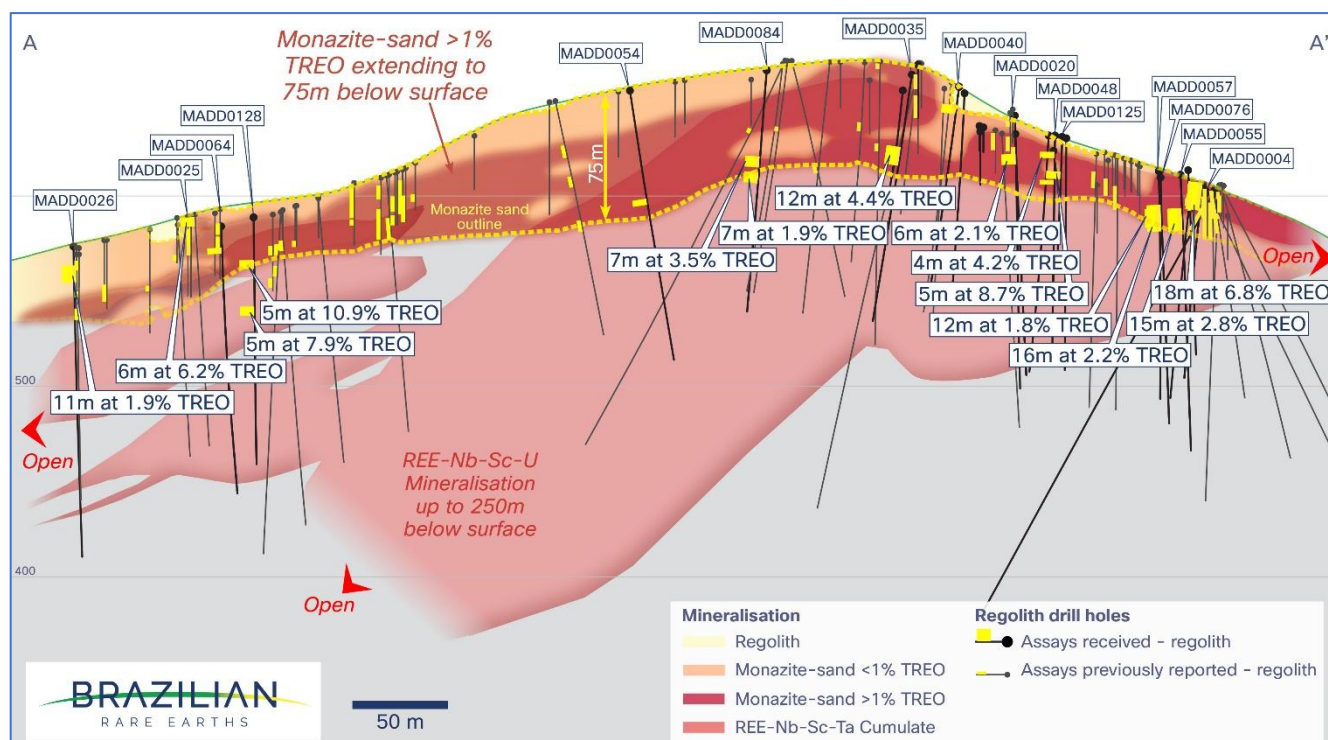 A
A'
Monazite-sand >1%
TREO extending to
75m below surface
MADD0054
MADD0084
MADD0035
MADD0040
MADD0020
MADD0048
MADD0125
MADD0057
MADD0076
MADD0055
MADD0004
MADD0128
MADD0064
MADD0025
MADD0026
75m
Monazite sand
outline
12m at 4.4% TREO
7m at 1.9% TREO
7m at 3.5% TREO
6m at 2.1% TREO
4m at 4.2% TREO
5m at 8.7% TREO
12m at 1.8% TREO
16m at 2.2% TREO
18m at 6.8% TREO
15m at 2.8% TREO
Open
5m at 10.9% TREO
5m at 7.9% TREO
6m at 6.2% TREO
11m at 1.9% TREO
500
Open
REE-Nb-Sc-U
Mineralisation
up to 250m
below surface
400
Open
Mineralisation
Regolith
Monazite-sand <1% TREO
Monazite-sand >1% TREO
REE-Nb-Sc-Ta Cumulate
Regolith drill holes
Assays received - regolith
Assays previously reported - regolith
BRAZILIAN
RARE EARTHS
50 m